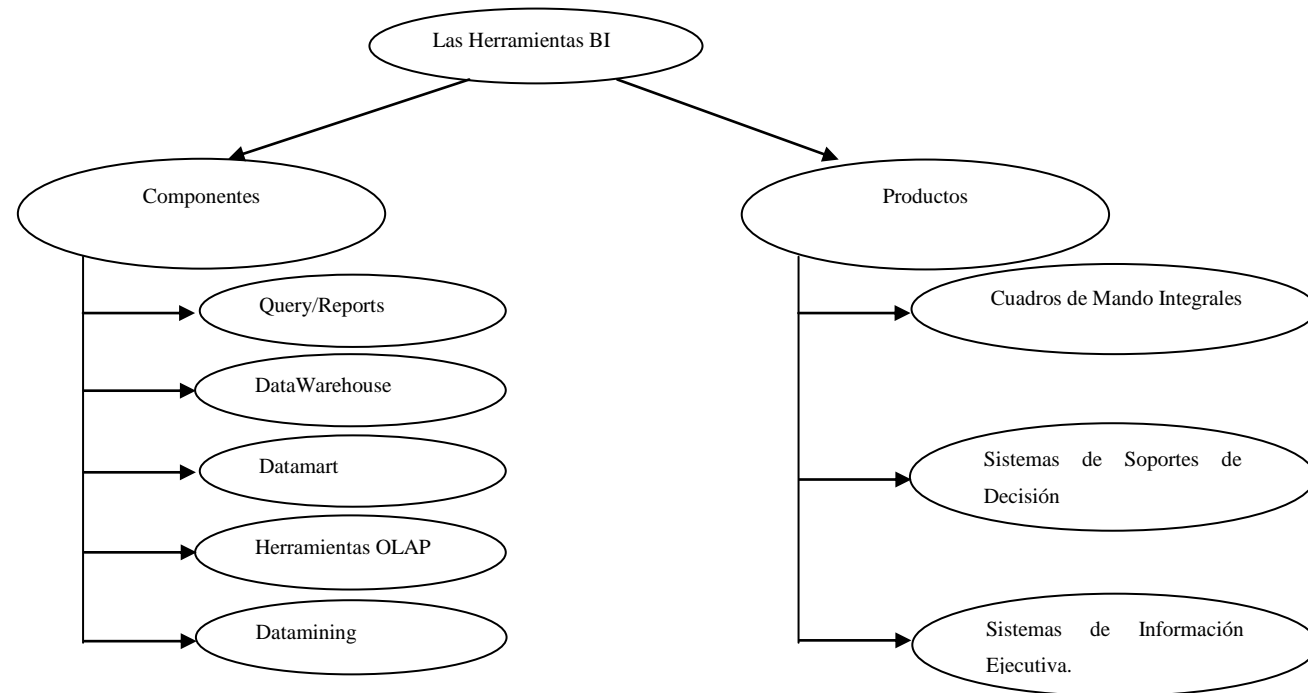 Las Herramientas BI
Componentes
Query/Reports
DataWarehouse
Datamart
Herramientas OLAP
Datamining
Productos
Cuadros de Mando Integrales
Sistemas de Soportes de
Decisión
Sistemas de Información
Ejecutiva.